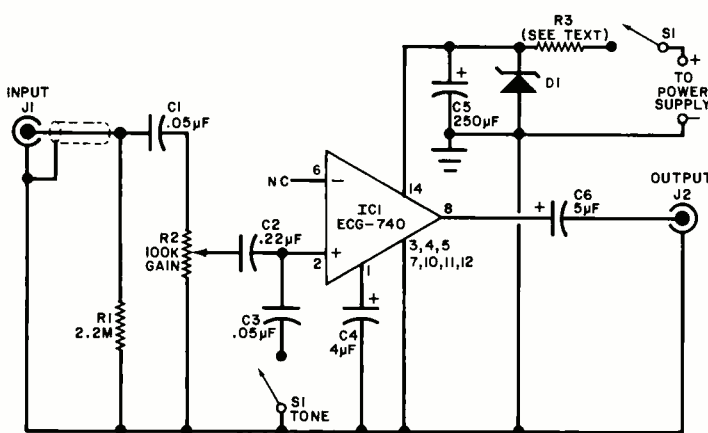 R3
(SEE TEXT)
S1
+
TO
POWER
SUPPLY
−
INPUT
J1
C1
.05µF
+
C5
250µF
D1
NC
6
−
14
IC1
ECG-740
8
+
C6
5µF
OUTPUT
J2
R2
100K
GAIN
C2
.22µF
2
+
3,4,5
7,10,11,12
1
+
R1
2.2M
C3
.05µF
C4
4µF
S1
TONE